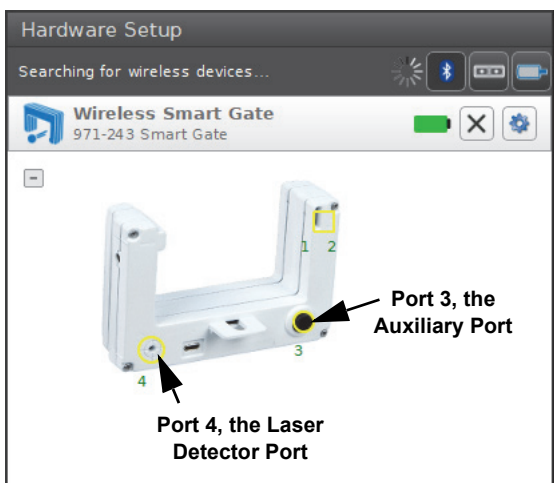 Hardware Setup
Searching for wireless devices...
Wireless Smart Gate
971-243 Smart Gate
1 2
Port 3, the
Auxiliary Port
3
4
Port 4, the Laser
Detector Port